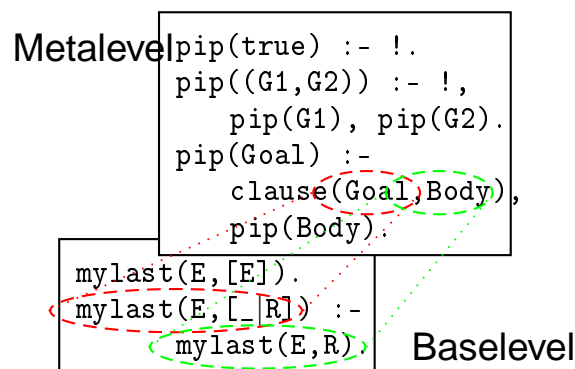 Metalevel
pip(true) :- !.
pip((G1,G2)) :- !,
pip(G1), pip(G2).
pip(Goal) :-
clause(Goal,Body),
pip(Body).
mylast(E,[E]).
mylast(E,[_|R]) :-
mylast(E,R).
Baselevel